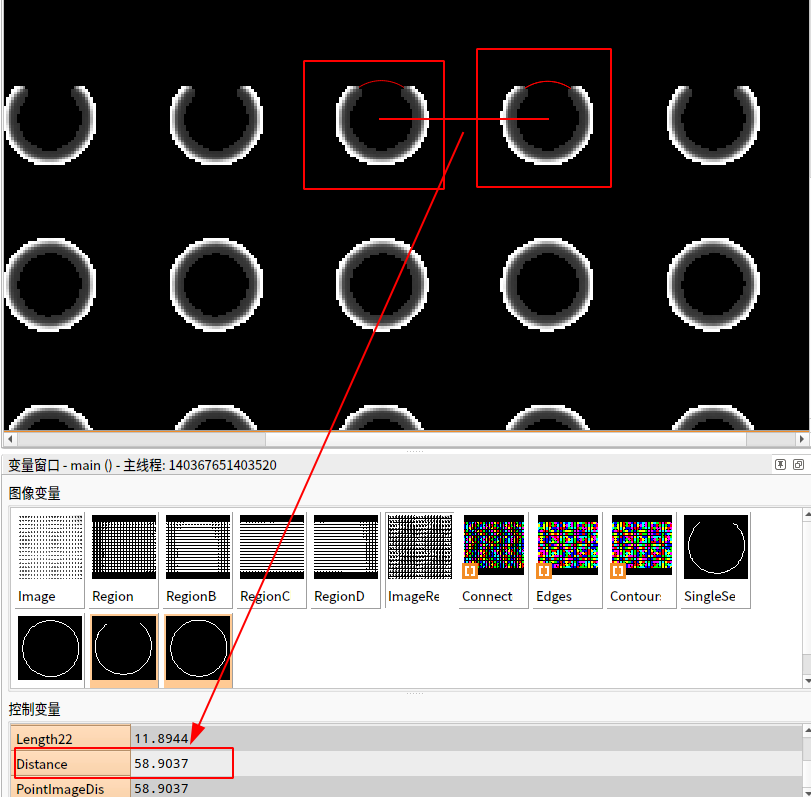 变量窗口 - main () - 主线程: 140367651403520
图像变量
Image Region RegionB RegionC RegionD ImageRe Connect Edges Contour: SingleSe
控制变量
Length22 11.8944
Distance 58.9037
PointImageDis 58.9037